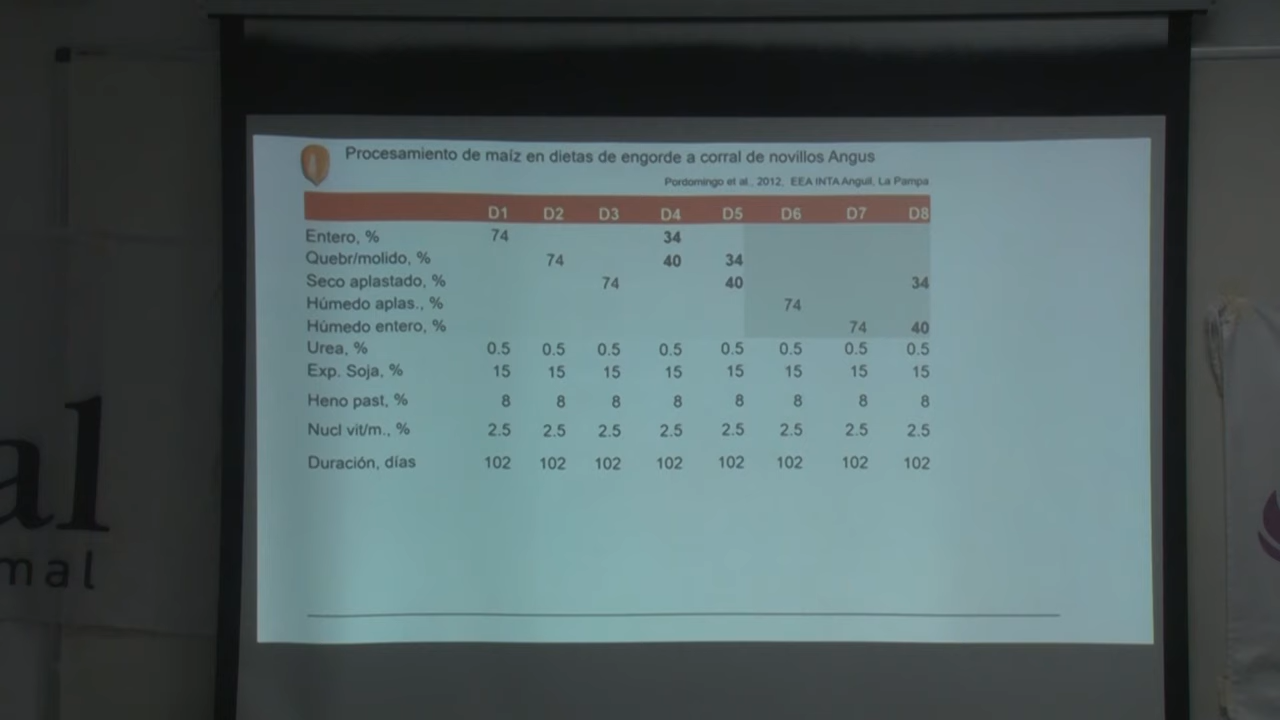 Procesamiento de maíz en dietas de engorde a corral de novillos Angus
Pordomingo et al., 2012, EEA INTA Anguil, La Pampa
D1 D2 D3 D4 D5 D6 D7 D8
Entero, % 74 34
Quebr/molido, % 74 40 34
Seco aplastado, % 74 40 34
Húmedo aplas., % 74
Húmedo entero, % 74 40
Urea, % 0.5 0.5 0.5 0.5 0.5 0.5 0.5 0.5
Exp. Soja, % 15 15 15 15 15 15 15 15
Heno past, % 8 8 8 8 8 8 8 8
Nucl vit/m., % 2.5 2.5 2.5 2.5 2.5 2.5 2.5 2.5
Duración, días 102 102 102 102 102 102 102 102
al
mal